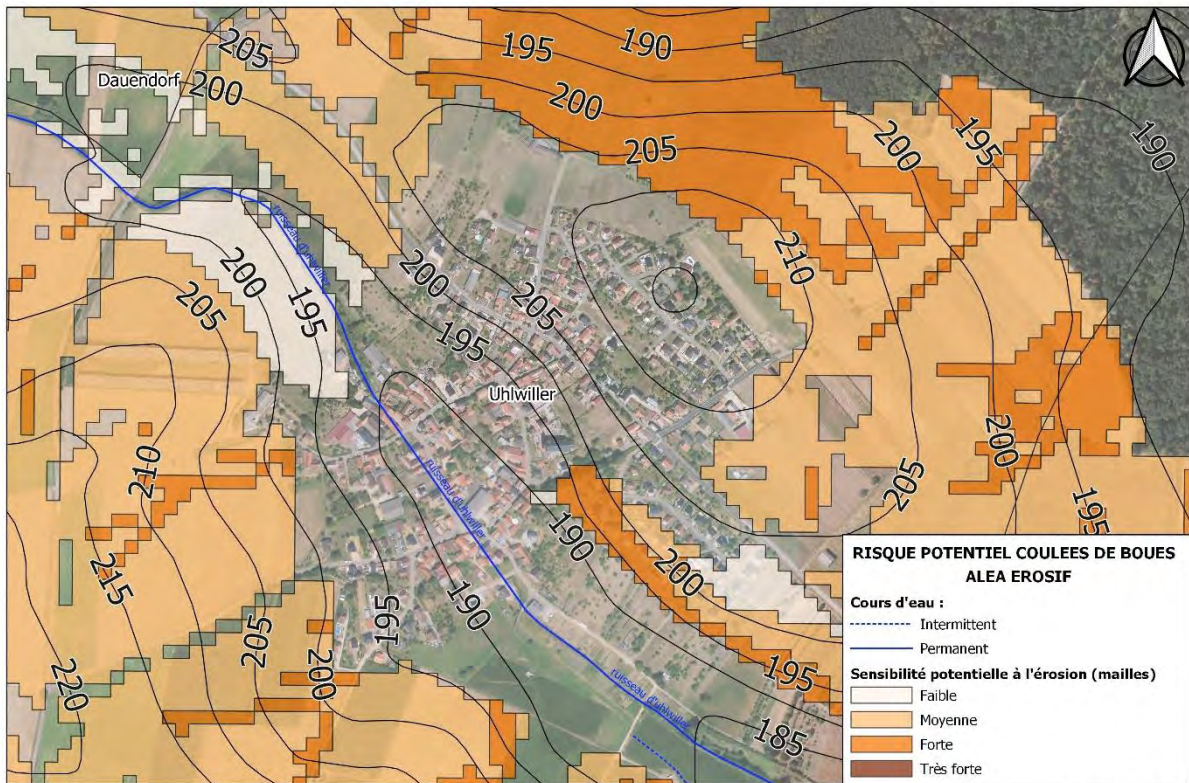 205
195
190
Dauendorf
200
200
205
200
195
190
ruisseau d'uhlwiller
200
205
195
200
195
205
210
Uhlwiller
210
215
220
205
200
195
190
ruisseau d'uhlwiller
190
200
195
205
200
195
ruisseau d'uhlwiller
185
RISQUE POTENTIEL COULEES DE BOUES
ALEA EROSIF
Cours d'eau :
Intermittent
Permanent
Sensibilité potentielle à l'érosion (mailles)
Faible
Moyenne
Forte
Très forte